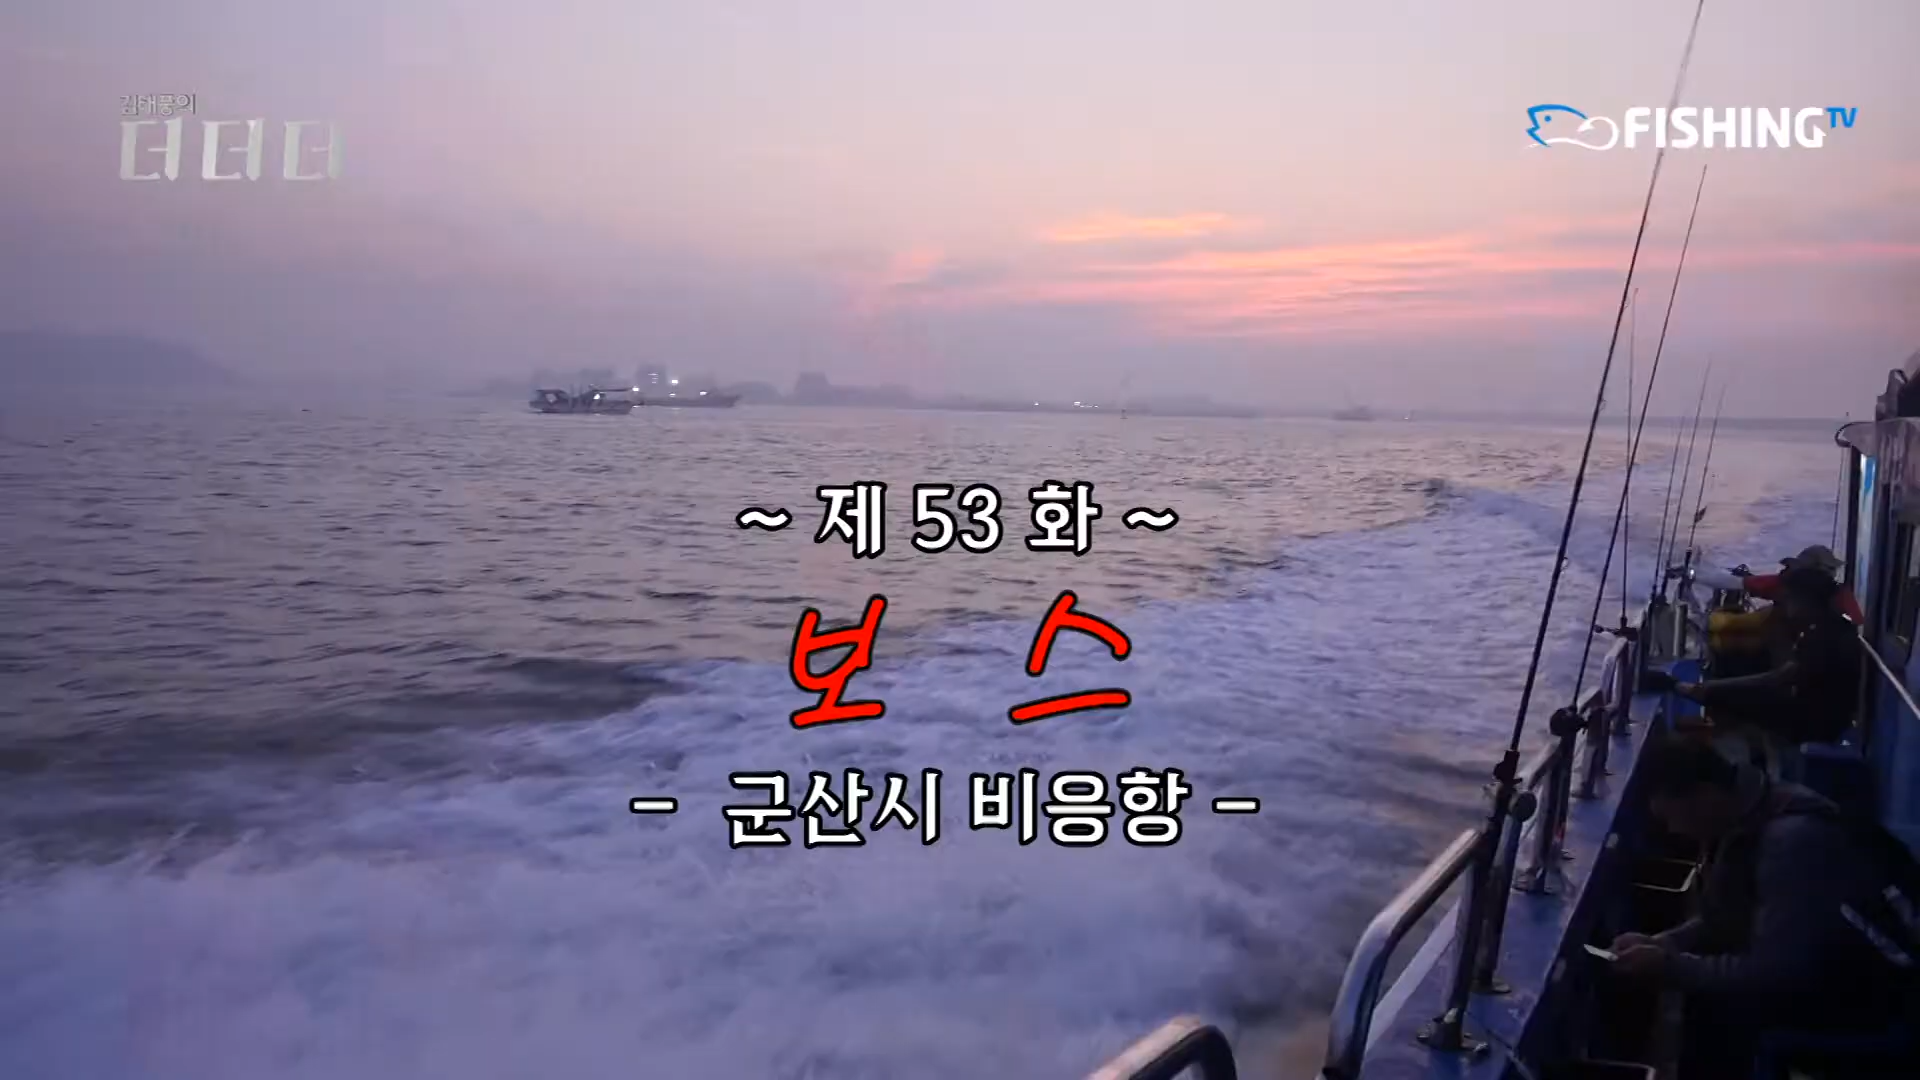 김태풍의
더더더
FISHING TV
~ 제 53 화 ~
보 스
- 군산시 비응항 -